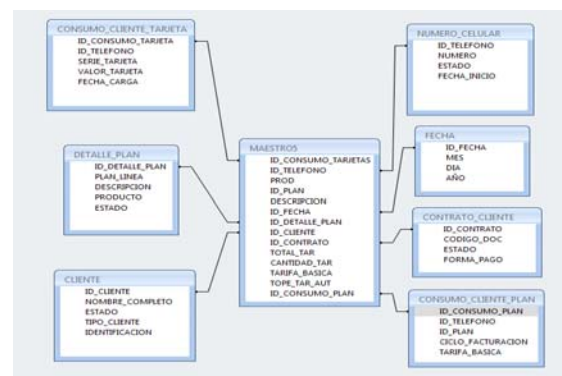 CONSUMO_CLIENTE_TARJETA
ID_CONSUMO_TARJETA
ID_TELEFONO
SERIE_TARJETA
VALOR_TARJETA
FECHA_CARGA
NUMERO_CELULAR
ID_TELEFONO
NUMERO
ESTADO
FECHA_INICIO
DETALLE_PLAN
ID_DETALLE_PLAN
PLAN_LINEA
DESCRIPCION
PRODUCTO
ESTADO
MAESTRO5
ID_CONSUMO_TARJETAS
ID_TELEFONO
PROD
ID_PLAN
DESCRIPCION
ID_FECHA
ID_DETALLE_PLAN
ID_CLIENTE
ID_CONTRATO
TOTAL_TAR
CANTIDAD_TAR
TARIFA_BASICA
TOPE_TAR_AUT
ID_CONSUMO_PLAN
FECHA
ID_FECHA
MES
DIA
AÑO
CONTRATO_CLIENTE
ID_CONTRATO
CODIGO_DOC
ESTADO
FORMA_PAGO
CLIENTE
ID_CLIENTE
NOMBRE_COMPLETO
ESTADO
TIPO_CLIENTE
IDENTIFICACION
CONSUMO_CLIENTE_PLAN
ID_CONSUMO_PLAN
ID_TELEFONO
ID_PLAN
CICLO_FACTURACION
TARIFA_BASICA